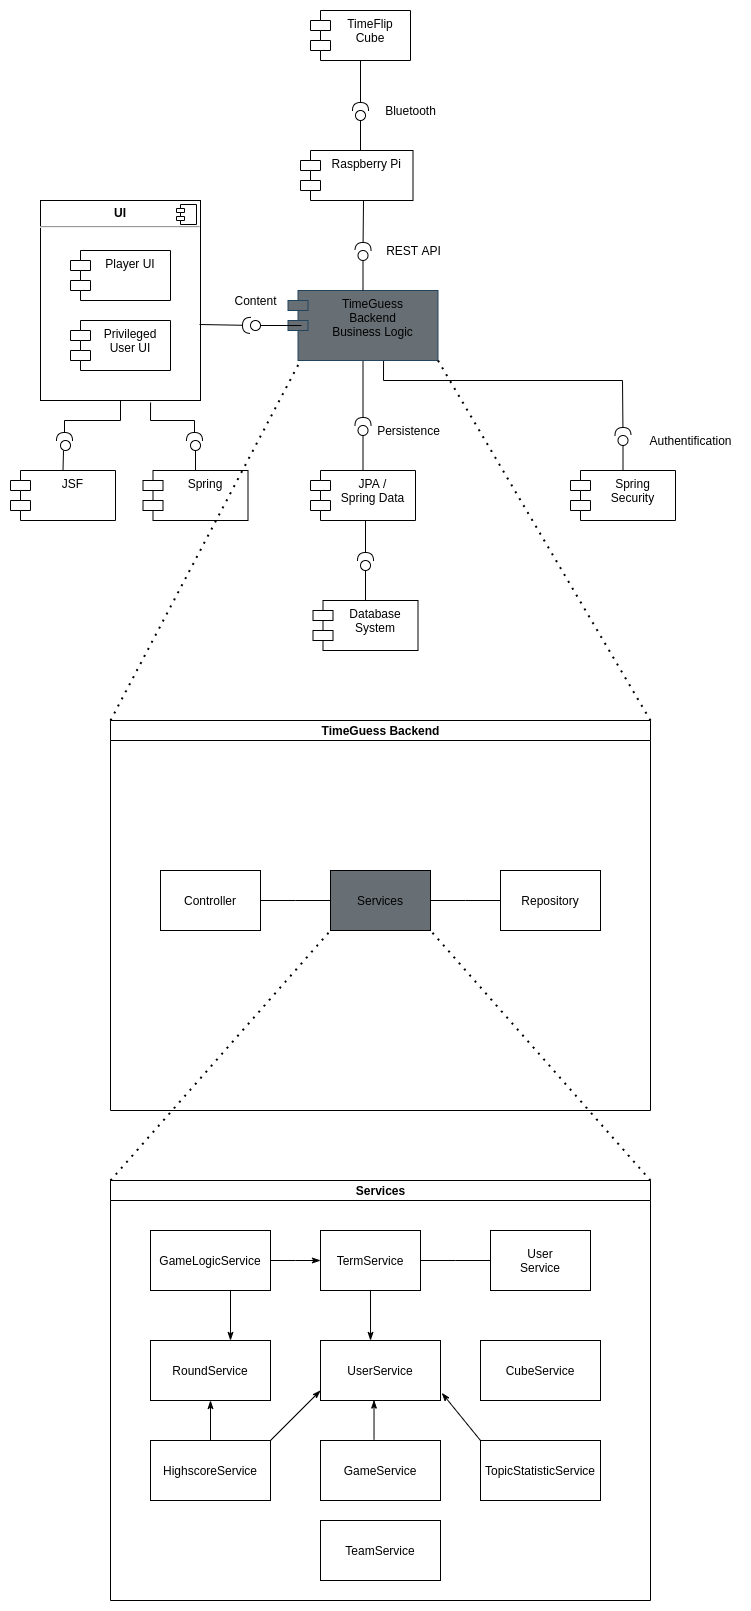 TimeFlip
Cube
Bluetooth
Raspberry Pi
REST API
UI
Player UI
Privileged
User UI
Content
TimeGuess
Backend
Business Logic
Persistence
Authentification
JSF
Spring
JPA /
Spring Data
Spring
Security
Database
System
TimeGuess Backend
Controller
Services
Repository
Services
GameLogicService
TermService
User
Service
RoundService
UserService
CubeService
HighscoreService
GameService
TopicStatisticService
TeamService